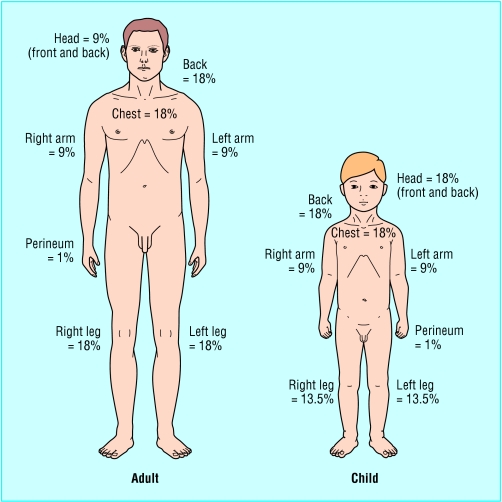 Head = 9%
(front and back)
Back
= 18%
Chest = 18%
Right arm
= 9%
Left arm
= 9%
Perineum
= 1%
Right leg
= 18%
Left leg
= 18%
Adult
Head = 18%
(front and back)
Back
= 18%
Chest = 18%
Right arm
= 9%
Left arm
= 9%
Perineum
= 1%
Right leg
= 13.5%
Left leg
= 13.5%
Child